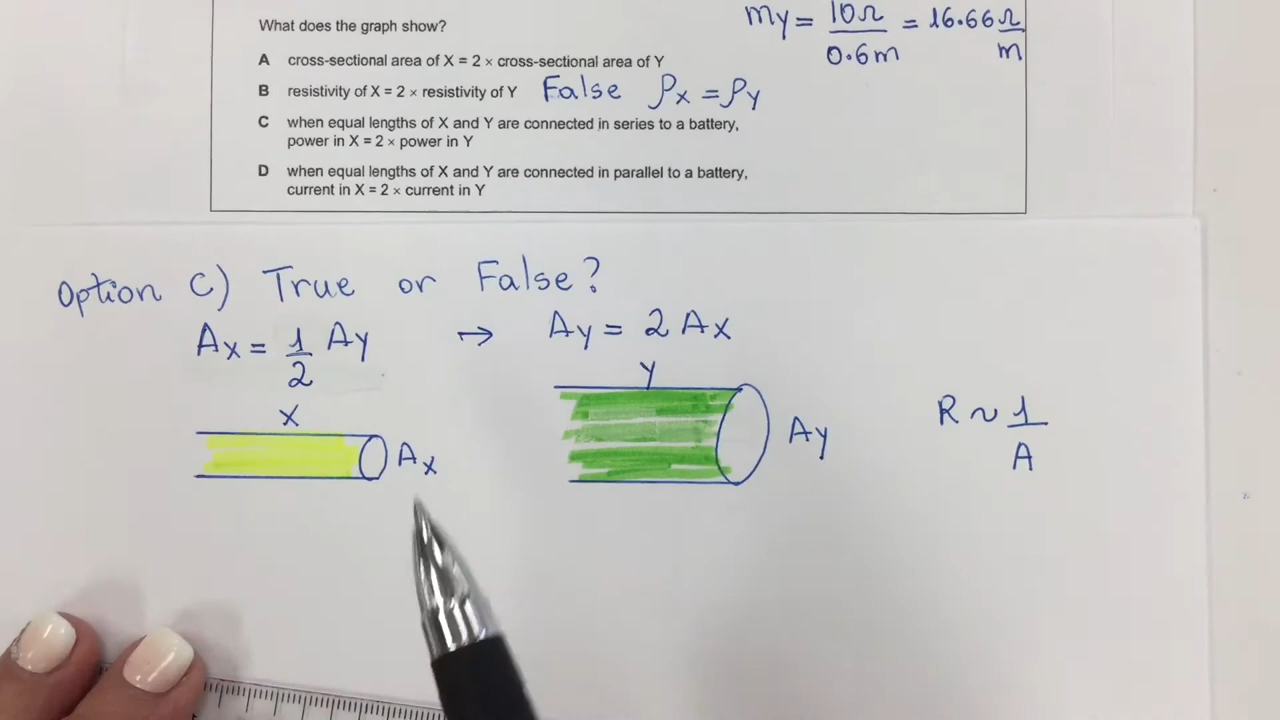 What does the graph show?
my = 10Ω / 0.6m = 16.66Ω / m
A cross-sectional area of X = 2 × cross-sectional area of Y
B resistivity of X = 2 × resistivity of Y False ρx = ρy
C when equal lengths of X and Y are connected in series to a battery,
power in X = 2 × power in Y
D when equal lengths of X and Y are connected in parallel to a battery,
current in X = 2 × current in Y
Option C) True or False?
Ax = 1/2 Ay → Ay = 2 Ax
X
Y
Ax
Ay
R ~ 1/A